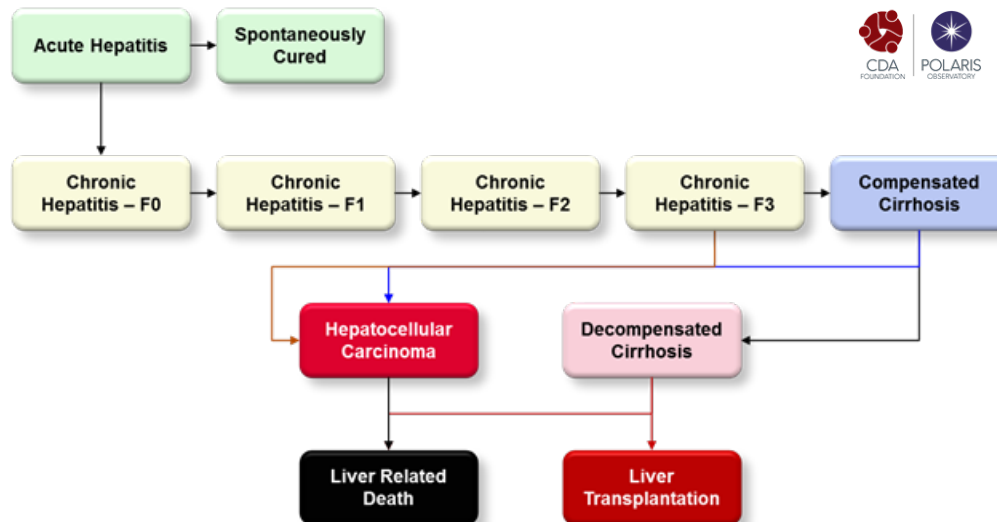 Acute Hepatitis
Spontaneously
Cured
CDA
FOUNDATION
POLARIS
OBSERVATORY
Chronic
Hepatitis – F0
Chronic
Hepatitis – F1
Chronic
Hepatitis – F2
Chronic
Hepatitis – F3
Compensated
Cirrhosis
Hepatocellular
Carcinoma
Decompensated
Cirrhosis
Liver Related
Death
Liver
Transplantation